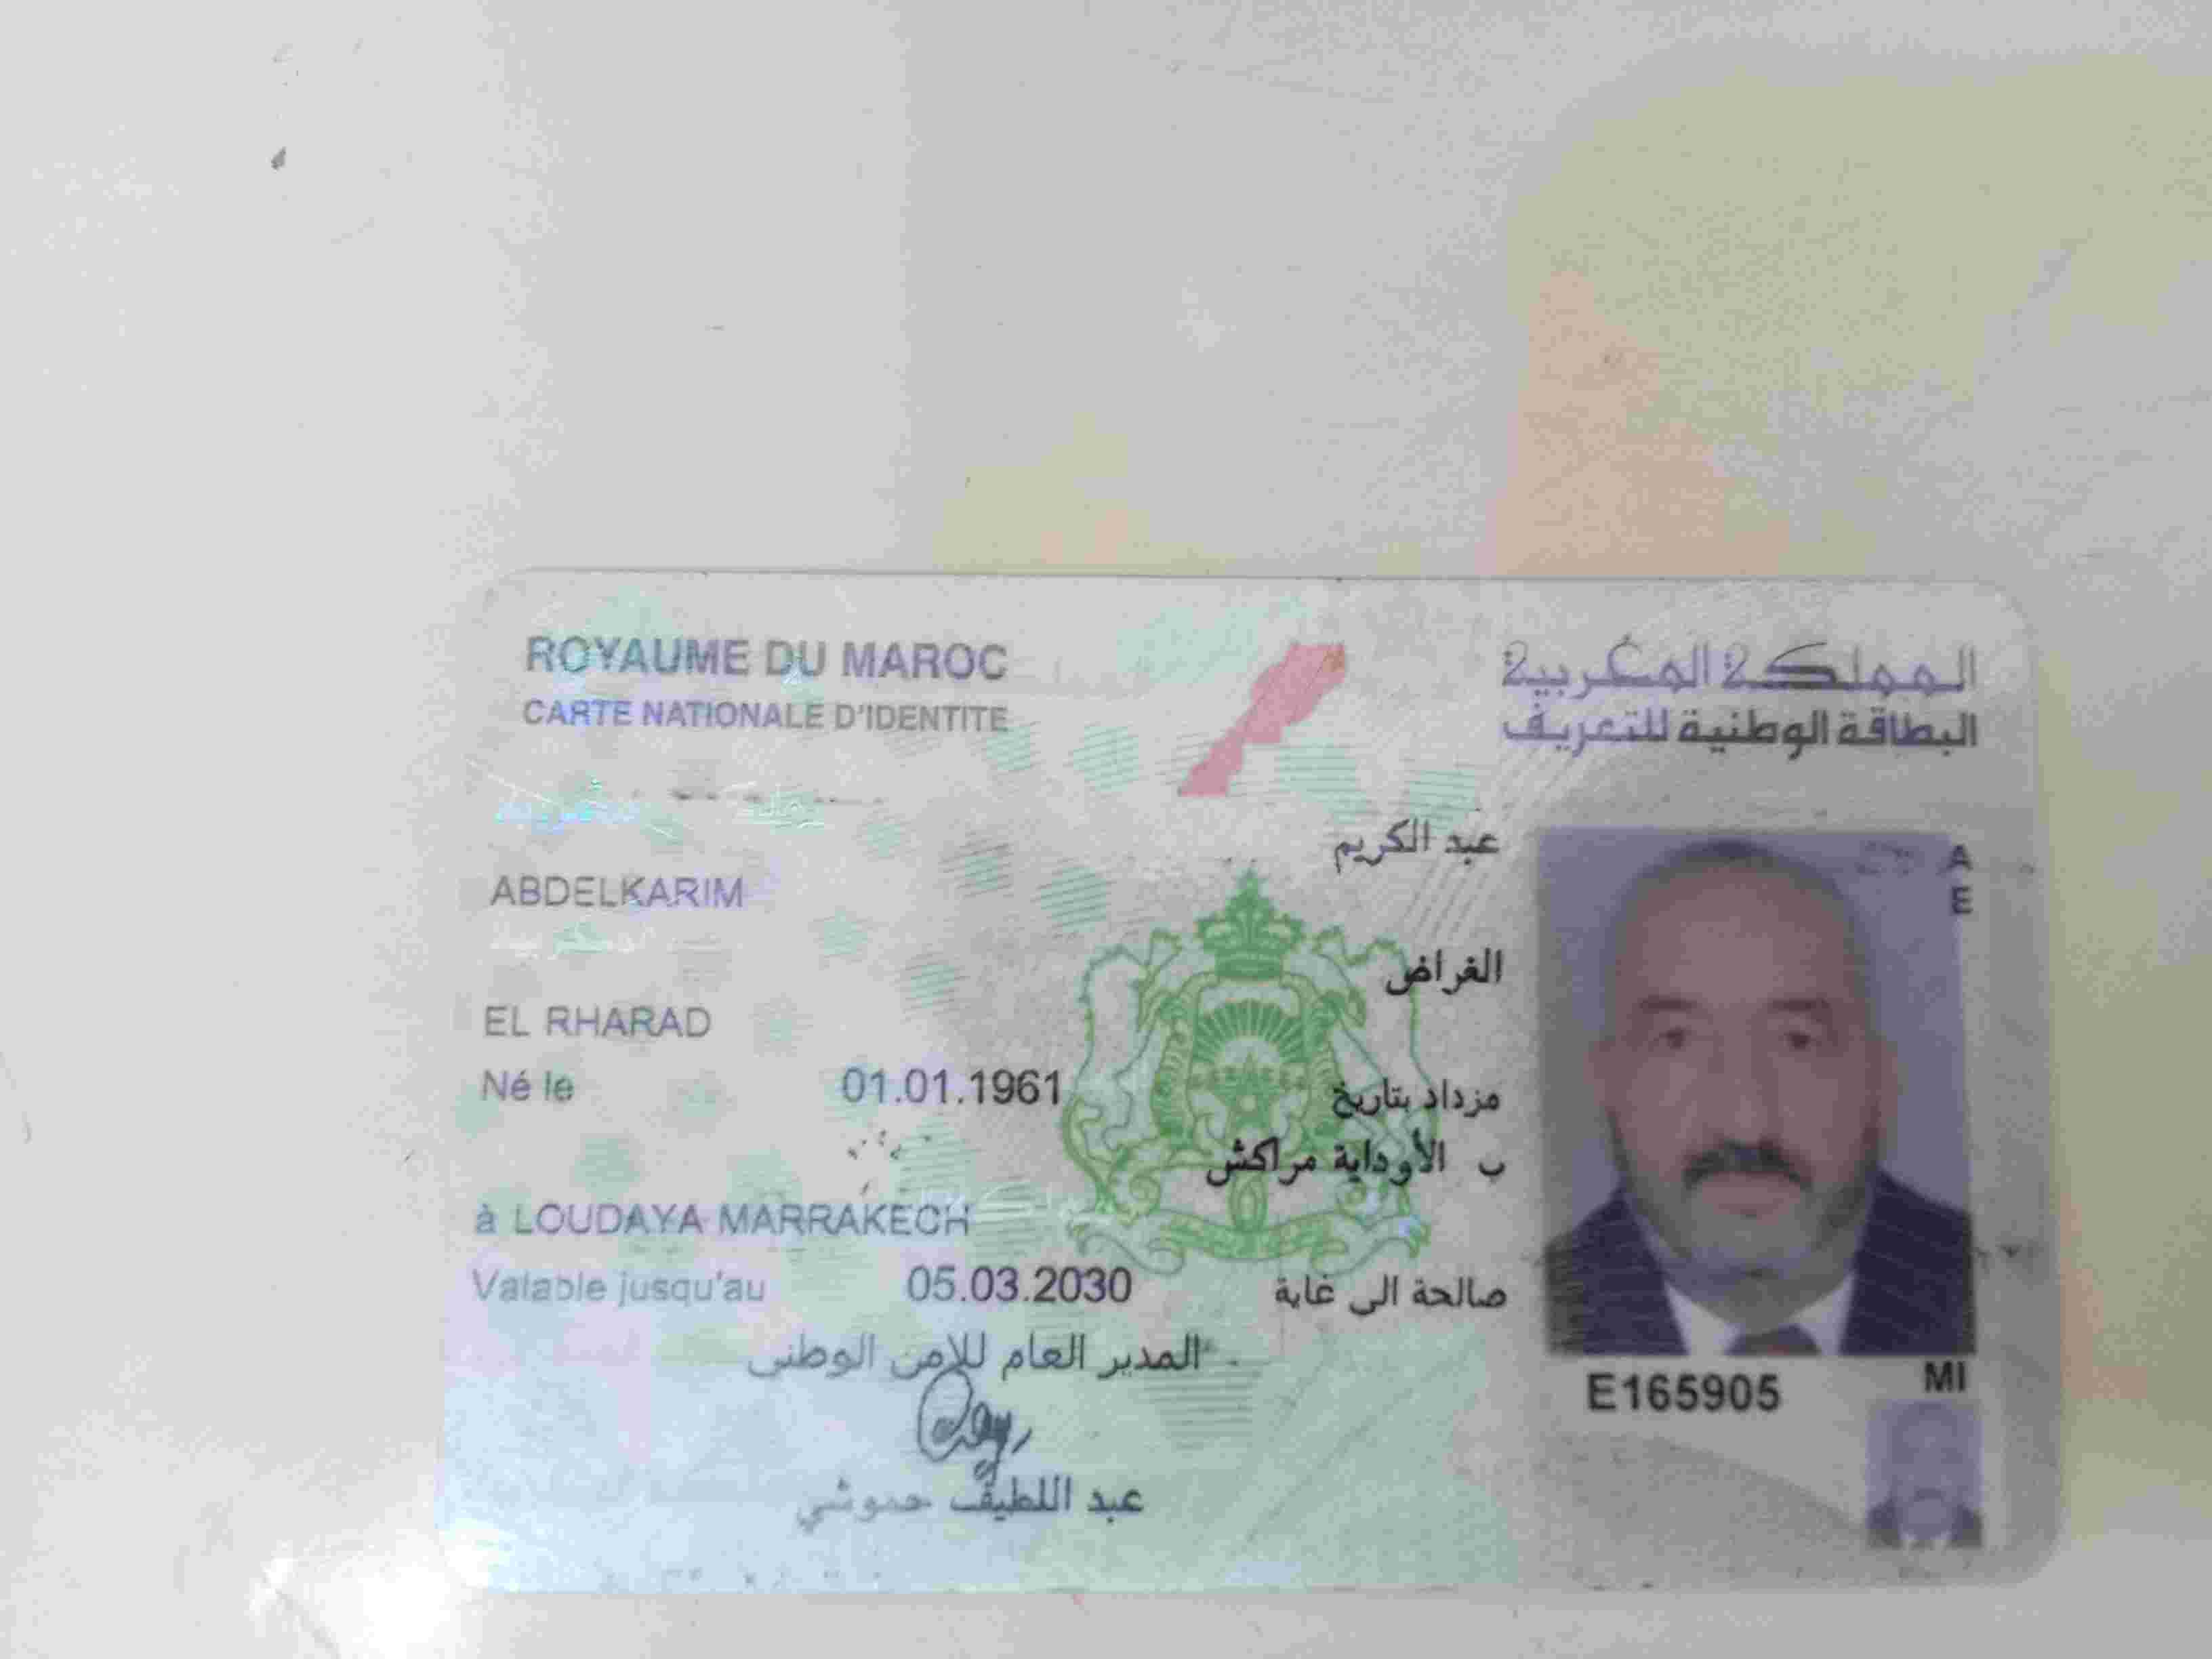 ROYAUME DU MAROC
المملكة المغربية
CARTE NATIONALE D'IDENTITE
البطاقة الوطنية للتعريف
عبد الكريم
ABDELKARIM
الغراض
EL RHARAD
Né le 01.01.1961 مزداد بتاريخ
ب الأوداية مراكش
à LOUDAYA MARRAKECH
Valable jusqu'au 05.03.2030 صالحة الى غاية
المدير العام للامن الوطني
عبد اللطيف حموشي
A
E
E165905
MI